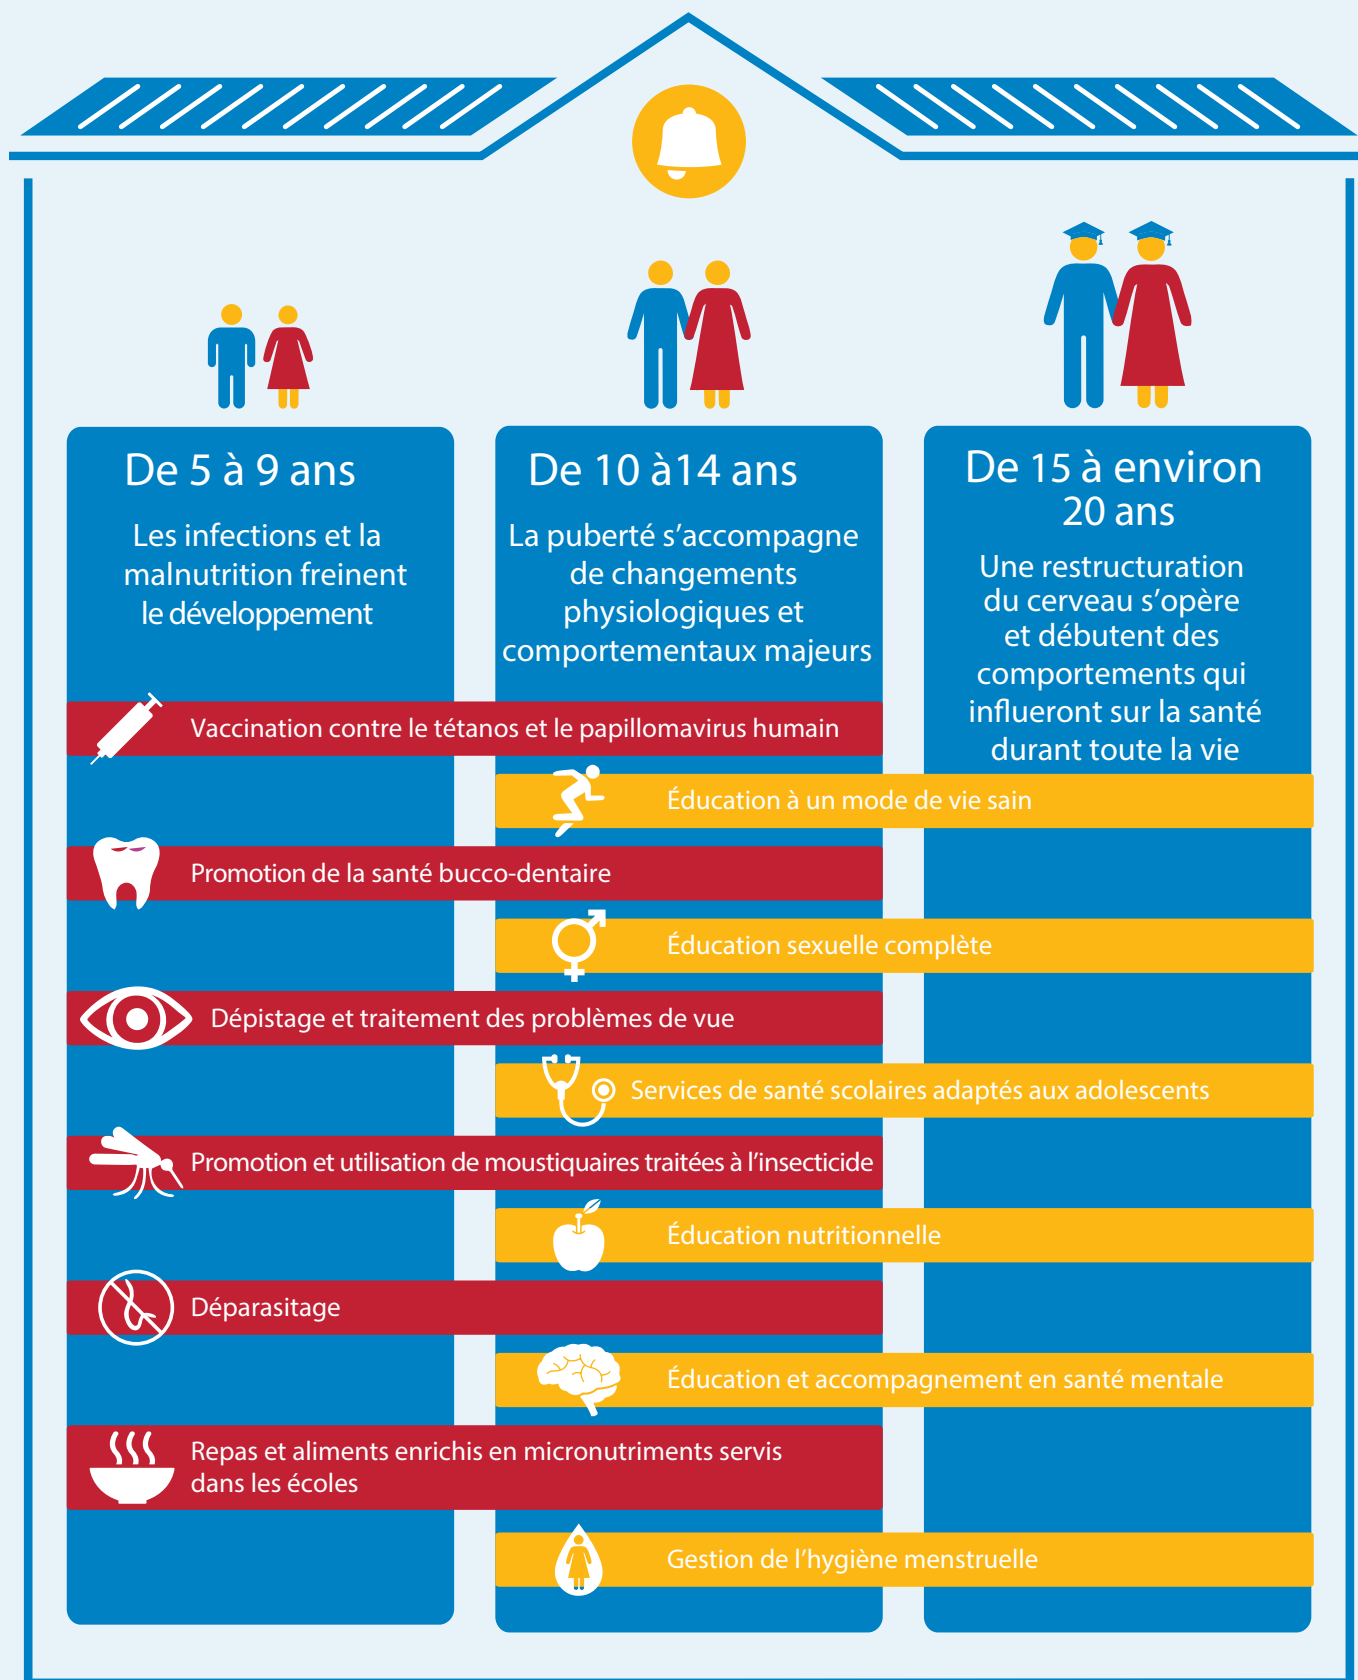 De 5 à 9 ans
Les infections et la
malnutrition freinent
le développement
De 10 à14 ans
La puberté s’accompagne
de changements
physiologiques et
comportementaux majeurs
De 15 à environ
20 ans
Une restructuration
du cerveau s’opère
et débutent des
comportements qui
influeront sur la santé
durant toute la vie
Vaccination contre le tétanos et le papillomavirus humain
Éducation à un mode de vie sain
Promotion de la santé bucco-dentaire
Éducation sexuelle complète
Dépistage et traitement des problèmes de vue
Services de santé scolaires adaptés aux adolescents
Promotion et utilisation de moustiquaires traitées à l’insecticide
Éducation nutritionnelle
Déparasitage
Éducation et accompagnement en santé mentale
Repas et aliments enrichis en micronutriments servis
dans les écoles
Gestion de l’hygiène menstruelle